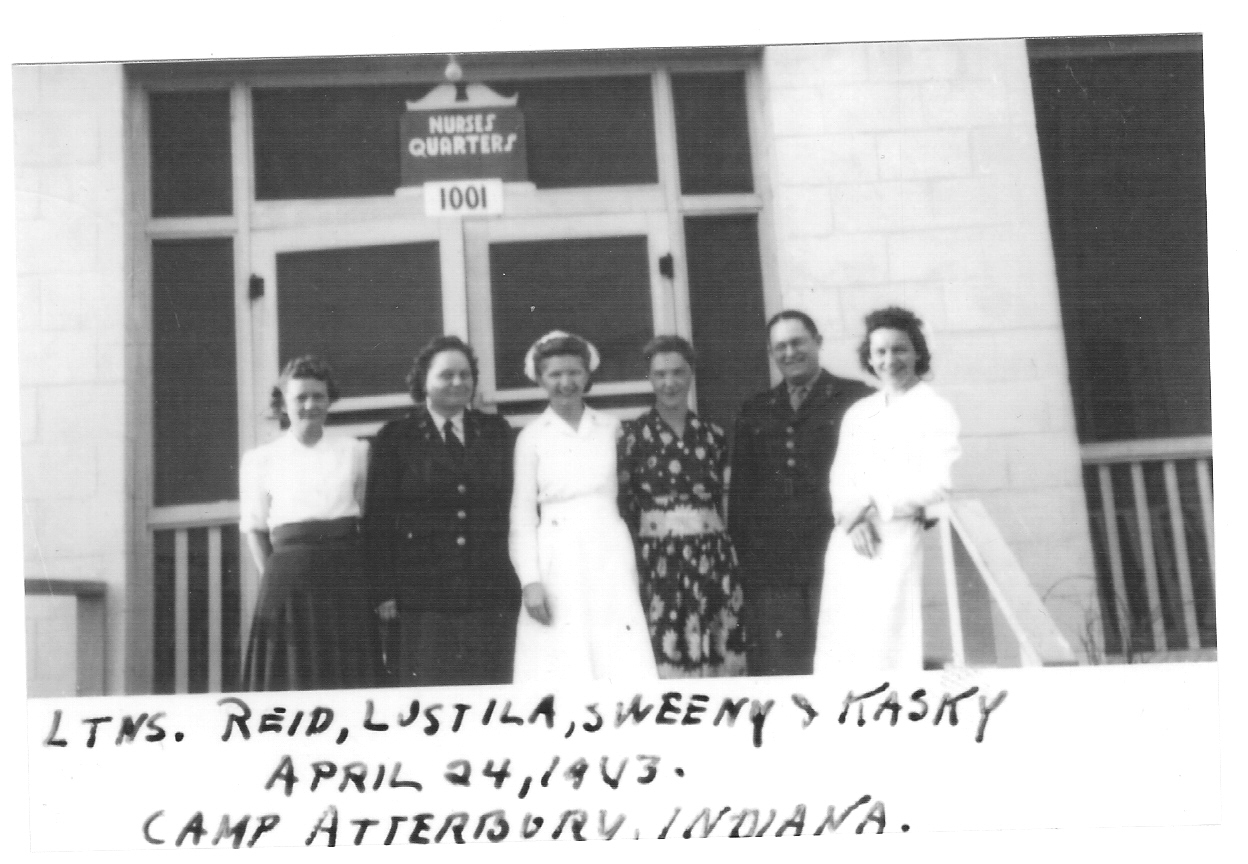 NURSES
QUARTERS
1001
LTNS. REID, LUSTILA, SWEENY & KASKY
APRIL 24, 1943.
CAMP ATTERBURY, INDIANA.